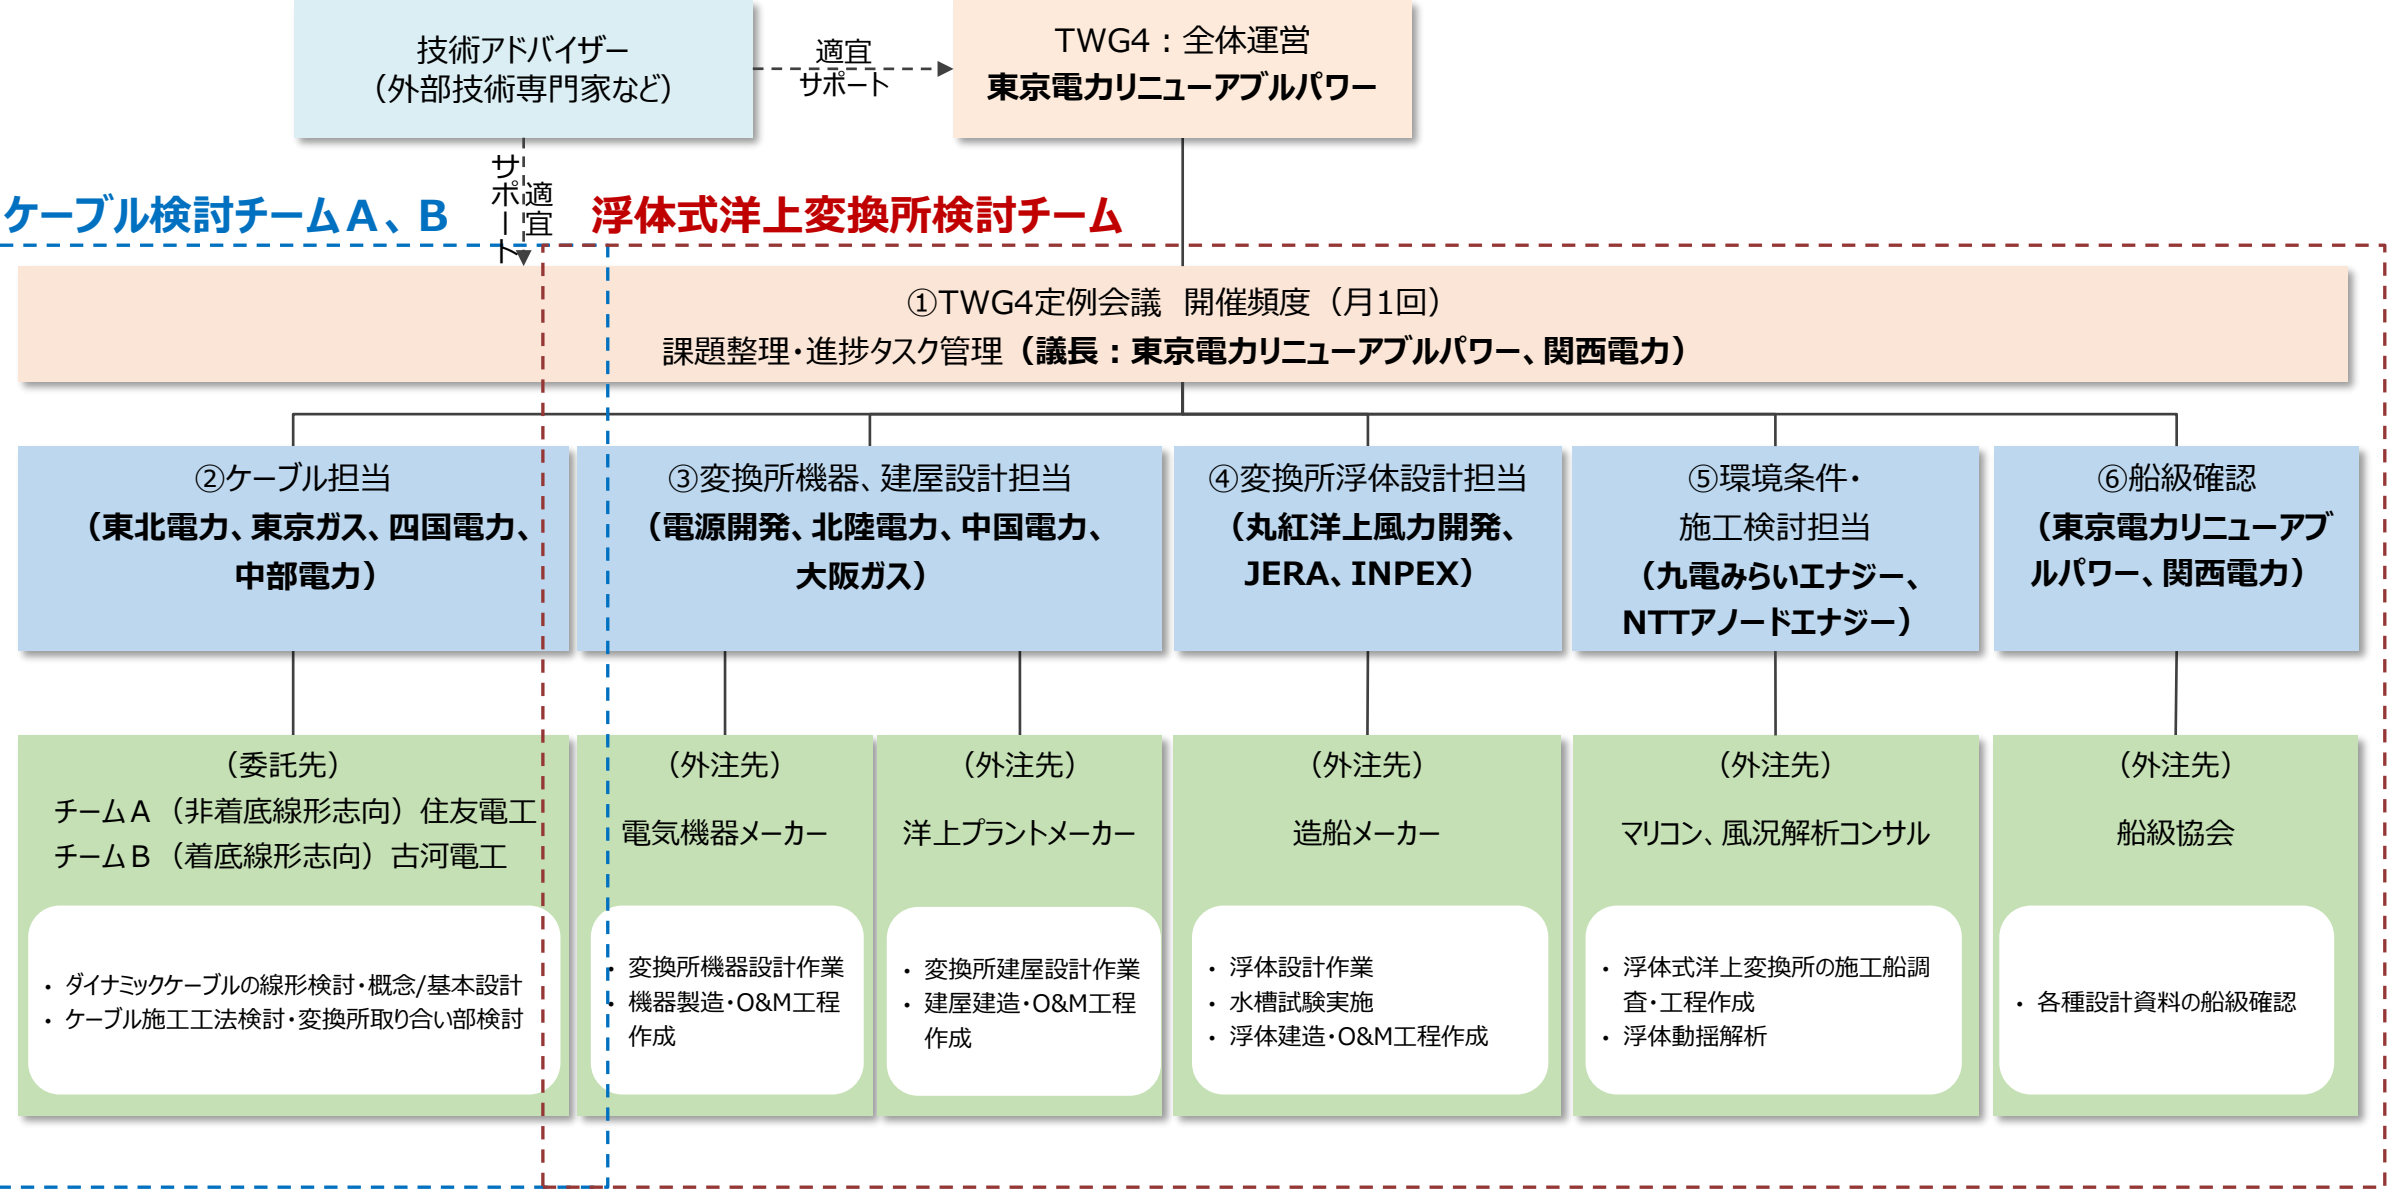 技術アドバイザー
（外部技術専門家など）
適宜
サポート
TWG4：全体運営
東京電力リニューアブルパワー
適宜
サポート
ケーブル検討チームA、B
浮体式洋上変換所検討チーム
①TWG4定例会議　開催頻度（月1回）
課題整理・進捗タスク管理（議長：東京電力リニューアブルパワー、関西電力）
②ケーブル担当
（東北電力、東京ガス、四国電力、
中部電力）
③変換所機器、建屋設計担当
（電源開発、北陸電力、中国電力、
大阪ガス）
④変換所浮体設計担当
（丸紅洋上風力開発、
JERA、INPEX）
⑤環境条件・
施工検討担当
（九電みらいエナジー、
NTTアノードエナジー）
⑥船級確認
（東京電力リニューアブ
ルパワー、関西電力）
（委託先）
チームA（非着底線形志向）住友電工
チームB（着底線形志向）古河電工
・ダイナミックケーブルの線形検討・概念/基本設計
・ケーブル施工工法検討・変換所取り合い部検討
（外注先）
電気機器メーカー
・変換所機器設計作業
・機器製造・O&M工程
作成
（外注先）
洋上プラントメーカー
・変換所建屋設計作業
・建屋建造・O&M工程
作成
（外注先）
造船メーカー
・浮体設計作業
・水槽試験実施
・浮体建造・O&M工程作成
（外注先）
マリコン、風況解析コンサル
・浮体式洋上変換所の施工船調
査・工程作成
・浮体動揺解析
（外注先）
船級協会
・各種設計資料の船級確認